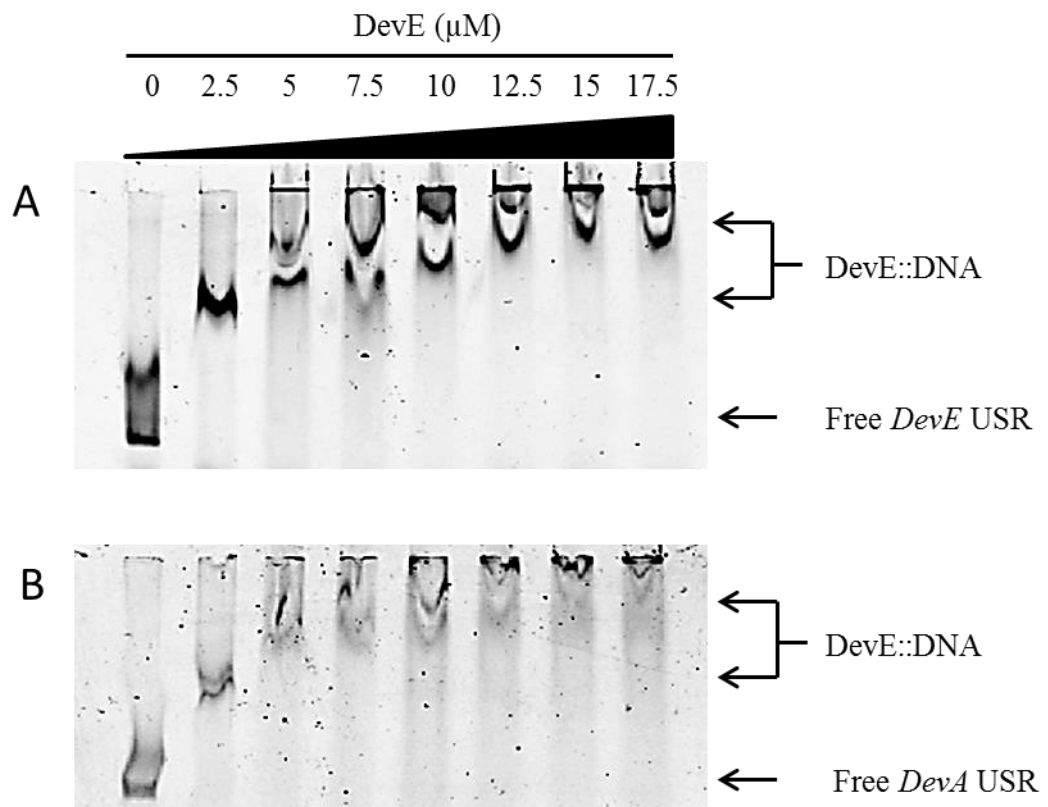 DevE (μM)
0 2.5 5 7.5 10 12.5 15 17.5
A
DevE::DNA
Free DevE USR
B
DevE::DNA
Free DevA USR